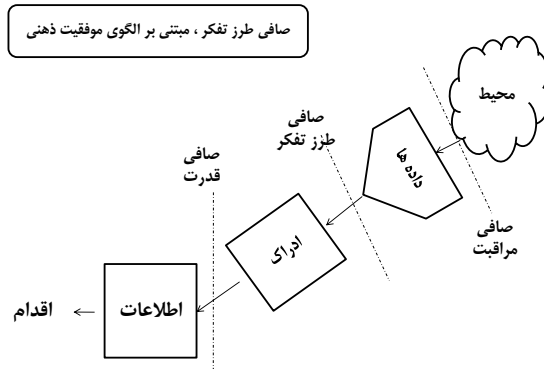 صافی طرز تفکر ، مبتنی بر الگوی موفقیت ذهنی
محیط
صافی
مراقبت
داده ها
صافی
طرز تفکر
ادراک
صافی
قدرت
اطلاعات
اقدام